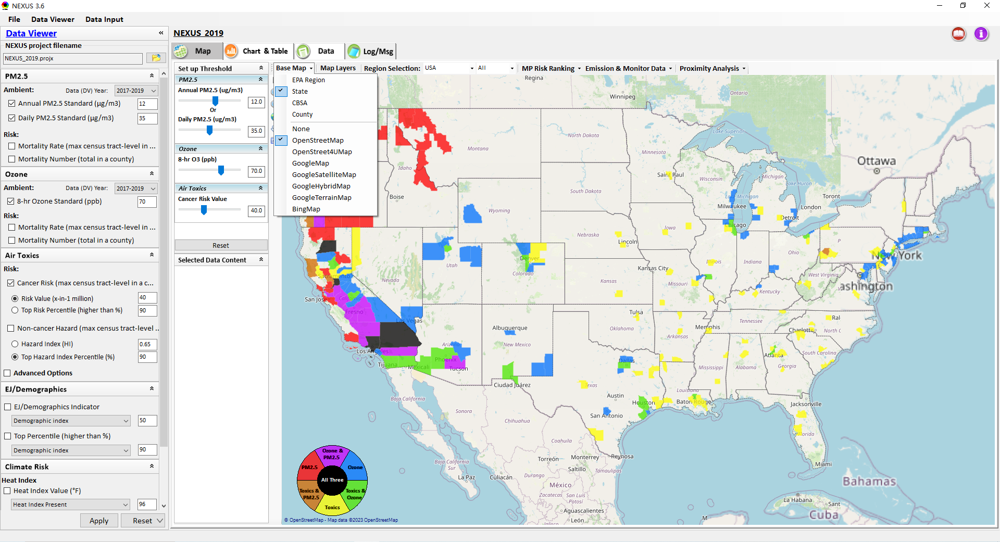 NEXUS 3.6
File Data Viewer Data Input
Data Viewer «
NEXUS project filename
NEXUS_2019.projx
PM2.5
Ambient: Data (DV) Year: 2017-2019
Annual PM2.5 Standard (µg/m3) 12
Daily PM2.5 Standard (µg/m3) 35
Risk:
Mortality Rate (max census tract-level in ...
Mortality Number (total in a county)
Ozone
Ambient: Data (DV) Year: 2017-2019
8-hr Ozone Standard (ppb) 70
Risk:
Mortality Rate (max census tract-level in ...
Mortality Number (total in a county)
Air Toxics
Risk:
Cancer Risk (max census tract-level in a c...
Risk Value (x-in-1 million) 40
Top Risk Percentile (higher than %) 90
Non-cancer Hazard (max census tract-level ..
Hazard Index (HI) 0.65
Top Hazard Index Percentile (%) 90
Advanced Options
EJ/Demographics
EJ/Demographics Indicator
Demographic index 50
Top Percentile (higher than %)
Demographic index 90
Climate Risk
Heat Index
Heat Index Value (°F)
Heat Index Present 96
Apply Reset
NEXUS_2019
Map Chart & Table Data Log/Msg
Set up Threshold
PM2.5
Annual PM2.5 (ug/m3)
12.0
Or
Daily PM2.5 (ug/m3)
35.0
Ozone
8-hr O3 (ppb)
70.0
Air Toxics
Cancer Risk Value
40.0
Reset
Selected Data Content
Base Map Map Layers Region Selection: USA All MP Risk Ranking Emission & Monitor Data Proximity Analysis
EPA Region
State
CBSA
County
None
OpenStreetMap
OpenStreet4UMap
GoogleMap
GoogleSatelliteMap
GoogleHybridMap
GoogleTerrainMap
BingMap
Regina
Winnipeg
Ontario
Lake Superior
North Dakota
Montana
Minnesota
Ottawa
Idaho
Saint Paul
Wisconsin
Michigan
Lake Huron
South Dakota
Boise
Lake Michigan
Toront
Wyoming
Milwaukee
London
Detroit
Chicago
Iowa
Nebraska
Lincoln
P
Ohio
New York
Denver
Utah
Colorado
Illinois
Indiana
Kansas City
West Virginia
Sacramento
Nevada
Kansas
Missouri
ashington
Kentucky
San Jose
California
Fresno
Las Vegas
Tulsa
Ral
Albuquerque
Oklahoma
Memphis
Tennessee
Charlotte
North C
Arkansas
Arizona
New Mexico
Los Angeles
Phoenix
Dallas
Atlanta
South Carolina
Tijuana
Mexicali
Tucson
Mississippi
Alabama
Georgia
Ciudad Juárez
Texas
Louisiana
Austin
Baja California
Houston
Baton Rouge
Jacksonville
Sonora
San Antonio
Chihuahua
Florida
Coahuila
Torreón
Monterrey
Reynosa
Miami
Baja California
Sur
Saltillo
Tamaulipas
La Paz
Culiacán
Durango
Bahamas
México
Zacatecas
San Luis
Potosí
La Habana
Sant
Aguascalientes
Cuba
Jalisco
León
M
Ozone &
PM2.5
PM2.5
Ozone
All Three
Toxics &
PM2.5
Toxics &
Ozone
Toxics
© OpenStreetMap - Map data ©2023 OpenStreetMap